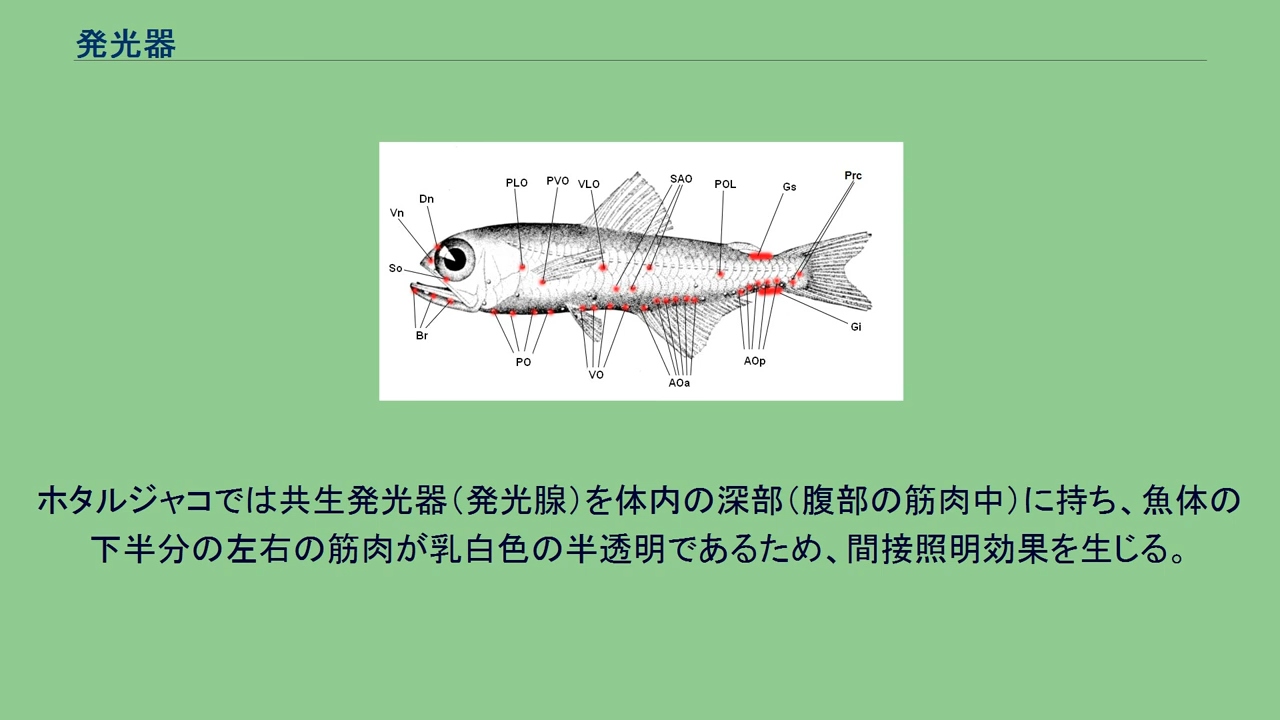 発光器
PLO PVO VLO SAO POL Gs Prc
Dn
Vn
So
Br
Gi
PO VO AOa AOp
ホタルジャコでは共生発光器（発光腺）を体内の深部（腹部の筋肉中）に持ち、魚体の
下半分の左右の筋肉が乳白色の半透明であるため、間接照明効果を生じる。